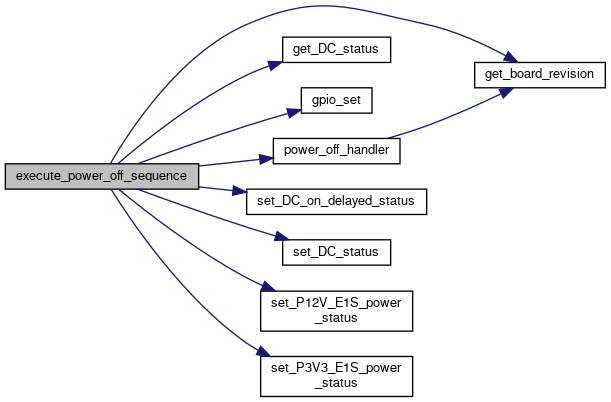 execute_power_off_sequence
get_DC_status
gpio_set
power_off_handler
set_DC_on_delayed_status
set_DC_status
set_P12V_E1S_power
_status
set_P3V3_E1S_power
_status
get_board_revision